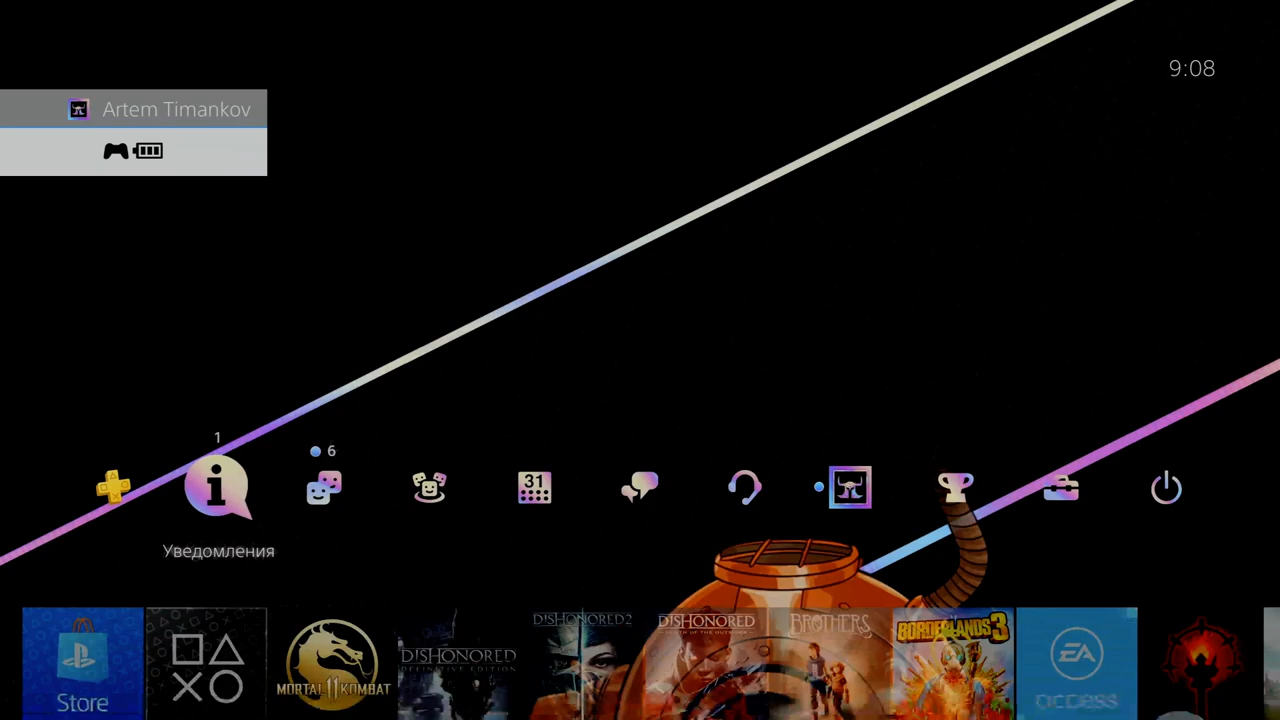 9:08
Artem Timankov
1
6
31
Уведомления
Store
MORTAL 11 KOMBAT
DISHONORED
DEFINITIVE EDITION
DISHONORED 2
DISHONORED
DEATH OF THE OUTSIDER
BROTHERS
BORDERLANDS 3
EA
access